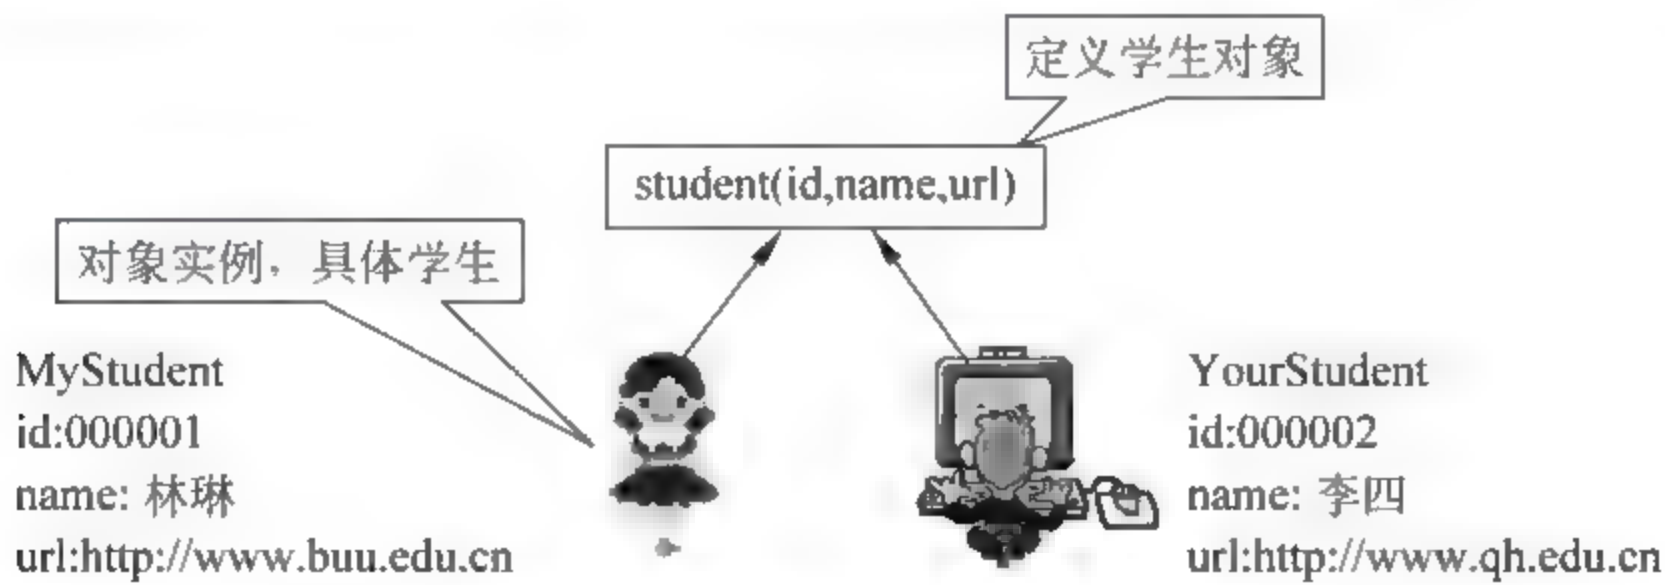 定义学生对象
student(id,name,url)
对象实例，具体学生
MyStudent
id:000001
name: 林琳
url:http://www.buu.edu.cn
YourStudent
id:000002
name: 李四
url:http://www.qh.edu.cn